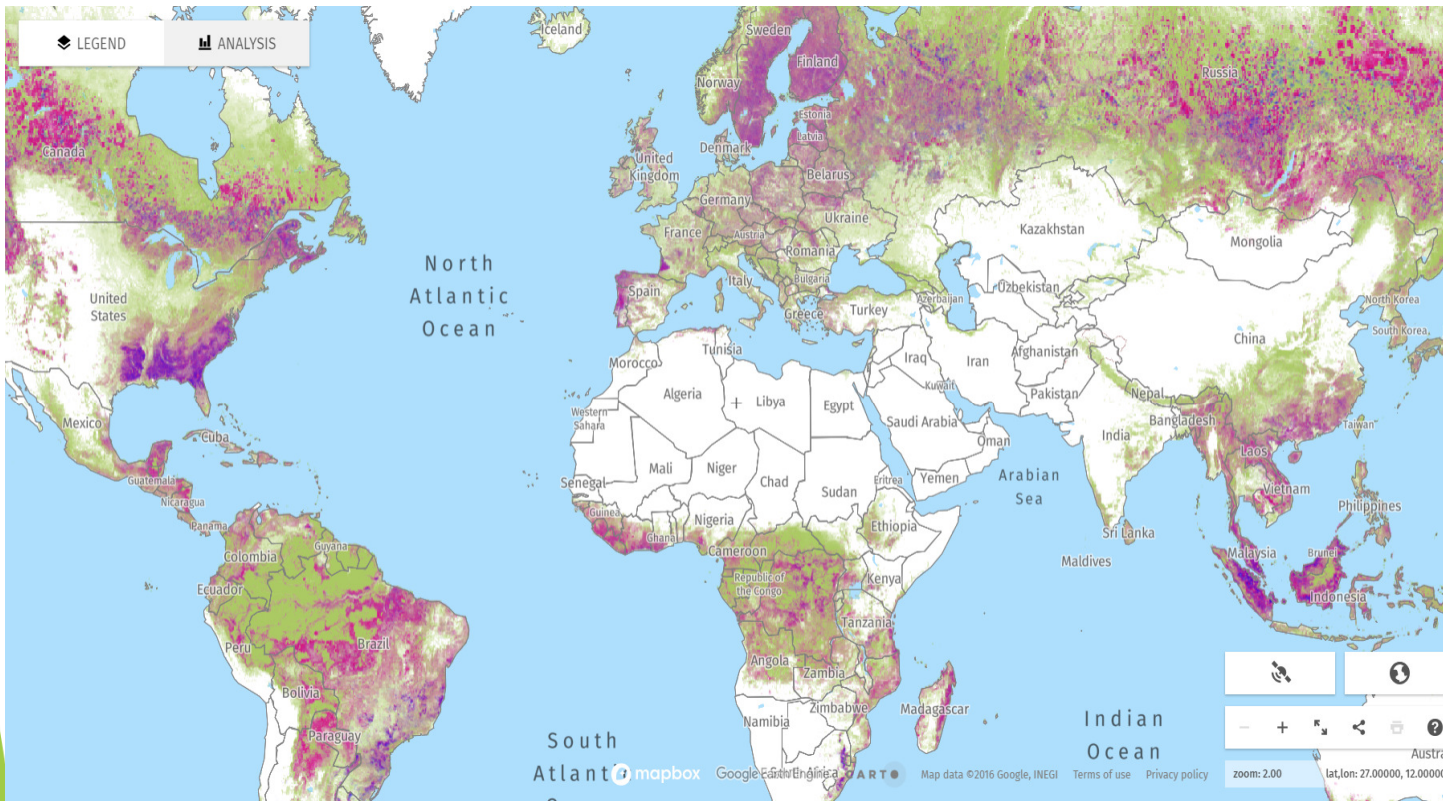 LEGEND
ANALYSIS
Iceland
Sweden
Finland
Norway
Russia
Estonia
Latvia
Denmark
United
Kingdom
Belarus
Germany
Ukraine
France
Austria
Kazakhstan
Romania
Mongolia
Italy
Bulgaria
Spain
Uzbekistan
Azerbaijan
Greece
Turkey
North Korea
South Korea
Canada
United
States
North
Atlantic
Ocean
China
Tunisia
Morocco
Iraq
Iran
Afghanistan
Kuwait
Pakistan
Nepal
Algeria
Libya
Egypt
Western
Sahara
Saudi Arabia
Bangladesh
India
Taiwan
Mexico
Cuba
Oman
Laos
Mali
Niger
Chad
Sudan
Eritrea
Yemen
Arabian
Sea
Senegal
Vietnam
Philippines
Guatemala
Nicaragua
Panama
Guinea
Ghana
Nigeria
Ethiopia
Sri Lanka
Cameroon
Maldives
Malaysia
Brunei
Colombia
Guyana
Ecuador
Republic of
the Congo
Kenya
Indonesia
Tanzania
Peru
Brazil
Angola
Zambia
Bolivia
Zimbabwe
Madagascar
Namibia
Paraguay
South
Indian
Ocean
mapbox
Map data ©2016 Google, INEGI
Terms of use
Privacy policy
zoom: 2.00
lat,lon: 27.00000, 12.00000